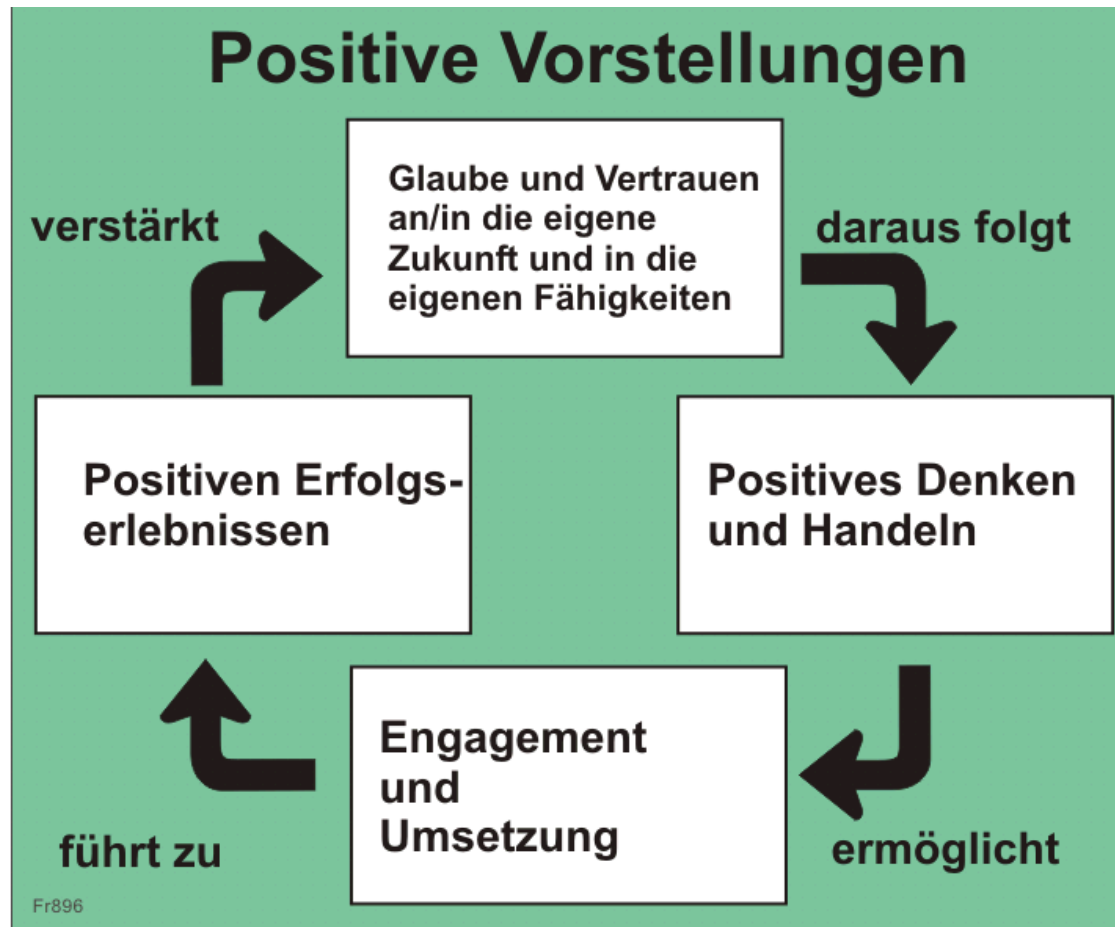 Positive Vorstellungen
Glaube und Vertrauen
an/in die eigene
Zukunft und in die
eigenen Fähigkeiten
daraus folgt
Positives Denken
und Handeln
ermöglicht
Engagement
und
Umsetzung
führt zu
Positiven Erfolgs-
erlebnissen
verstärkt
Fr896